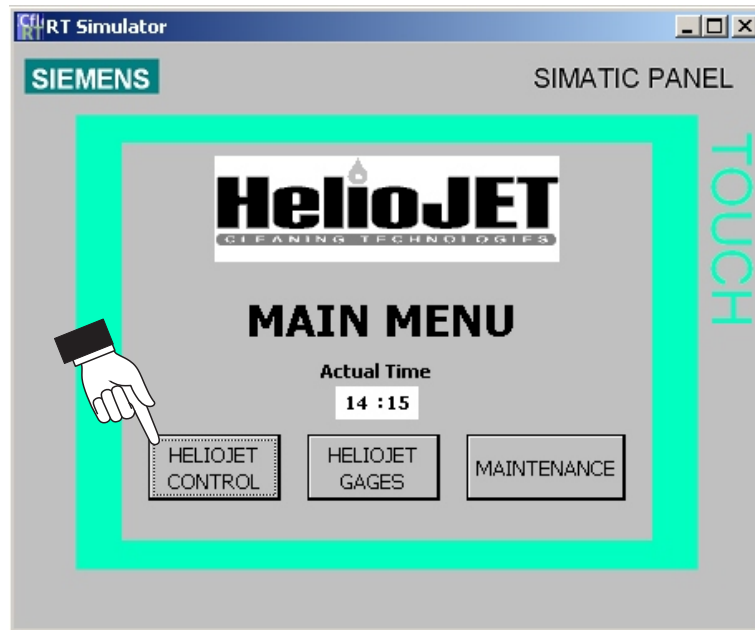 RT Simulator
SIEMENS
SIMATIC PANEL
TOUCH
HelioJET
CLEANING TECHNOLOGIES
MAIN MENU
Actual Time
14 :15
HELIOJET
CONTROL
HELIOJET
GAGES
MAINTENANCE